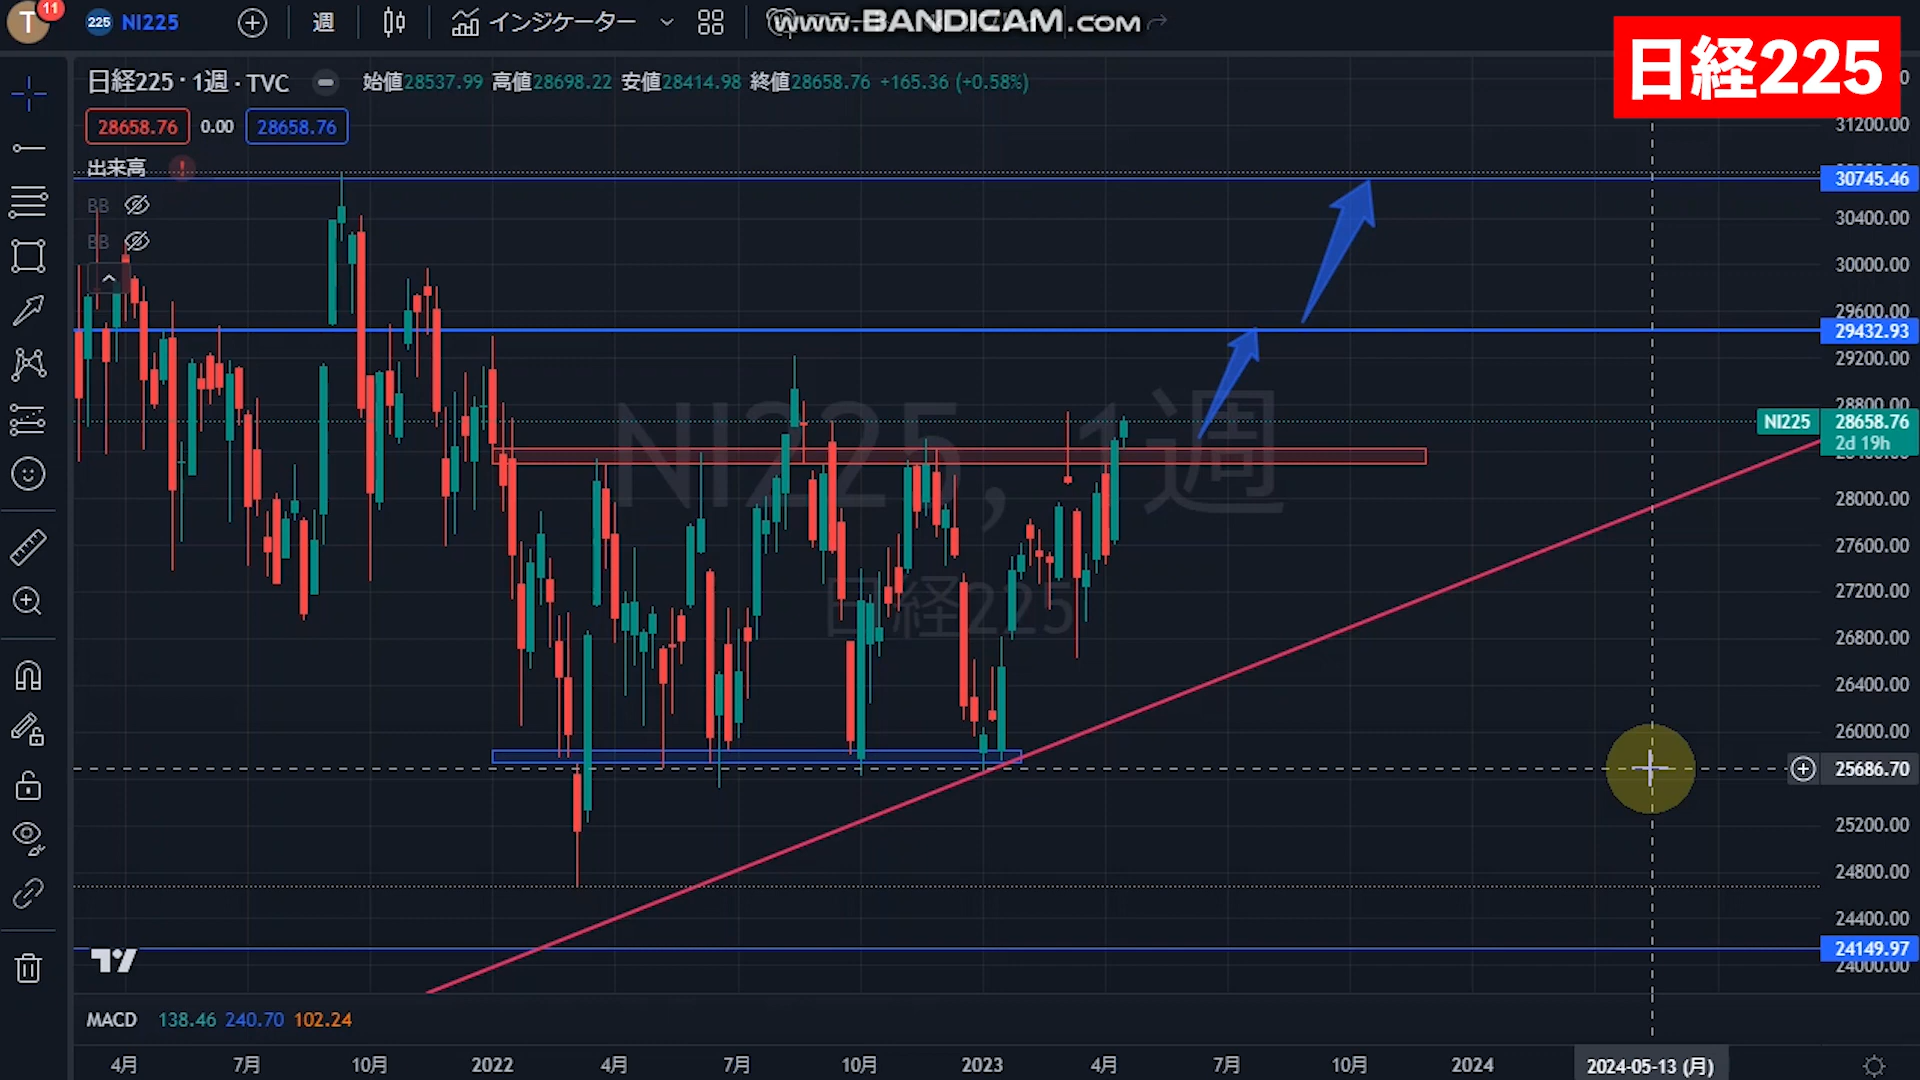 T
11
225 NI225
週
インジケーター
www.BANDICAM.com
日経225
日経225 · 1週 · TVC
始値28537.99 高値28698.22 安値28414.98 終値28658.76 +165.36 (+0.58%)
28658.76 0.00 28658.76
出来高
BB
BB
NI225, 1週
日経225
31200.00
30745.46
30400.00
30000.00
29600.00
29432.93
29200.00
28800.00
NI225 28658.76
2d 19h
28000.00
27600.00
27200.00
26800.00
26400.00
26000.00
25686.70
25200.00
24800.00
24400.00
24149.97
24000.00
MACD 138.46 240.70 102.24
4月 7月 10月 2022 4月 7月 10月 2023 4月 7月 10月 2024 2024-05-13 (月)